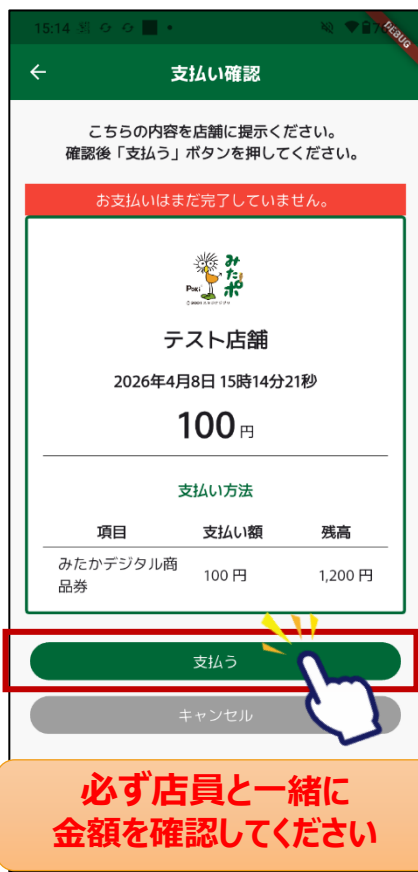 15:14
DEBUG
支払い確認
こちらの内容を店舗に提示ください。
確認後「支払う」ボタンを押してください。
お支払いはまだ完了していません。
みたポ
Poki
テスト店舗
2026年4月8日 15時14分21秒
100 円
支払い方法
項目 支払い額 残高
みたかデジタル商
品券
100 円 1,200 円
支払う
キャンセル
必ず店員と一緒に
金額を確認してください